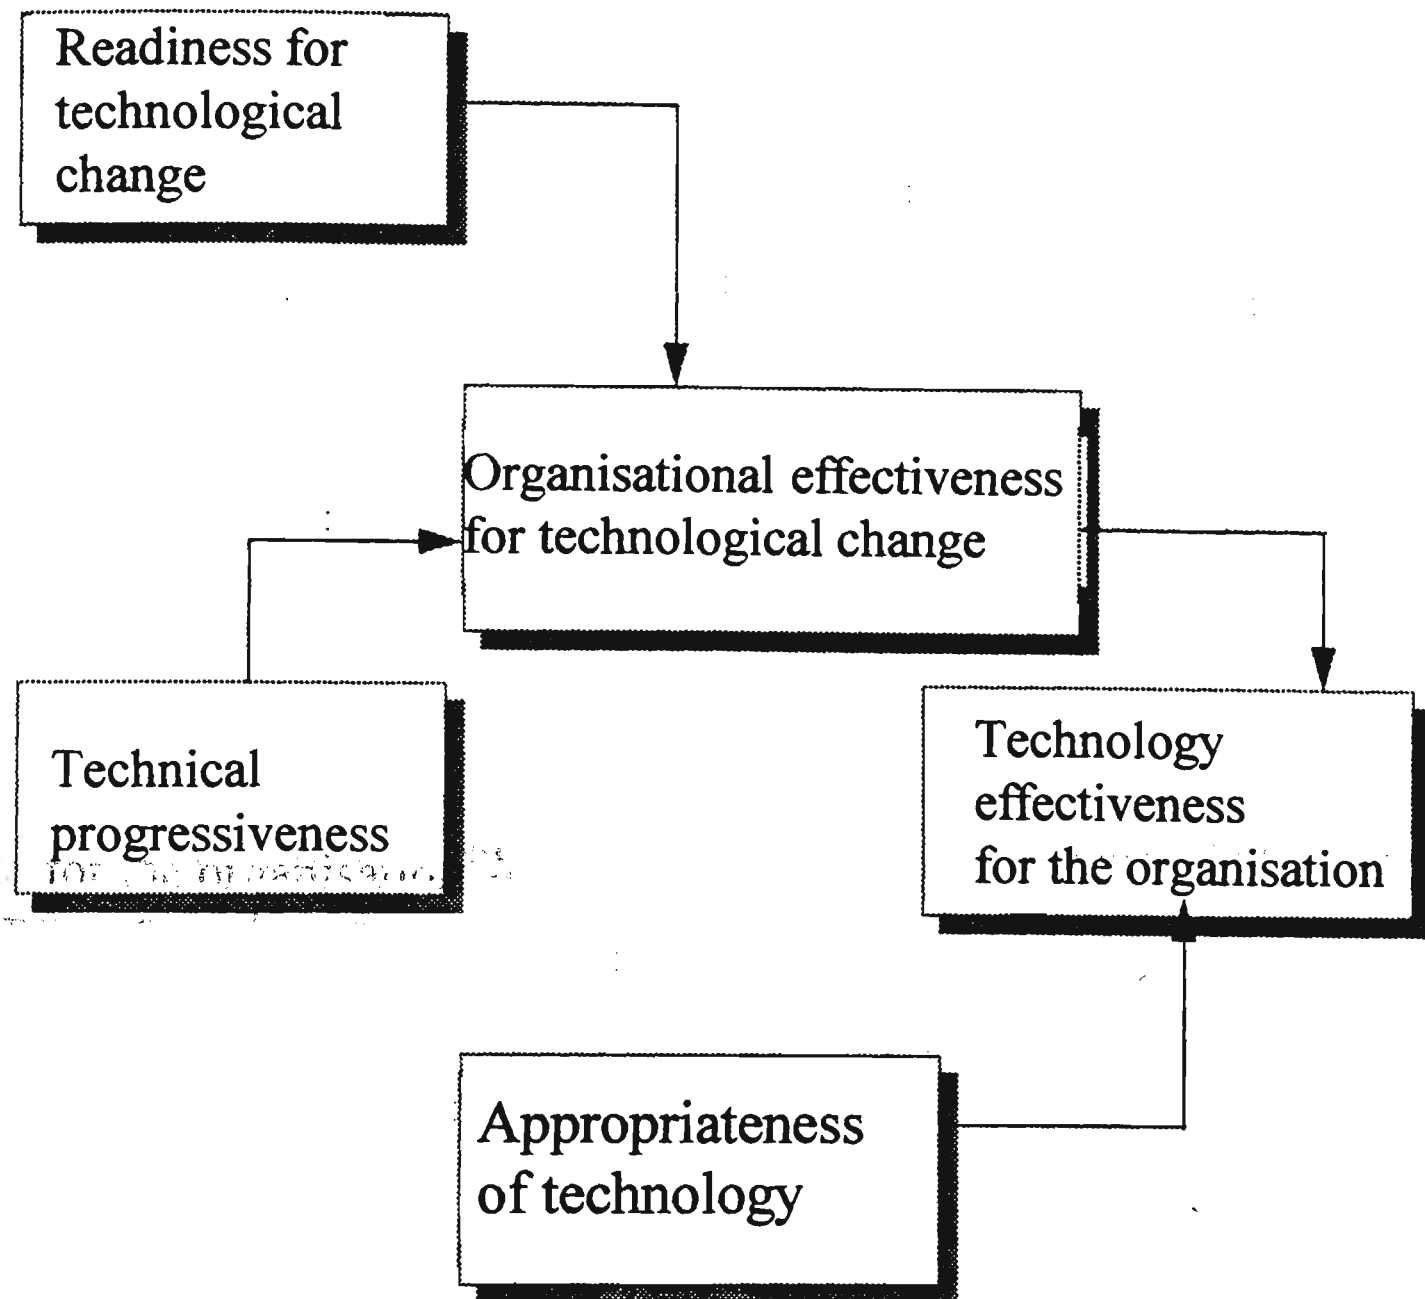 Readiness for
technological
change
Organisational effectiveness
for technological change
Technical
progressiveness
Technology
effectiveness
for the organisation
Appropriateness
of technology